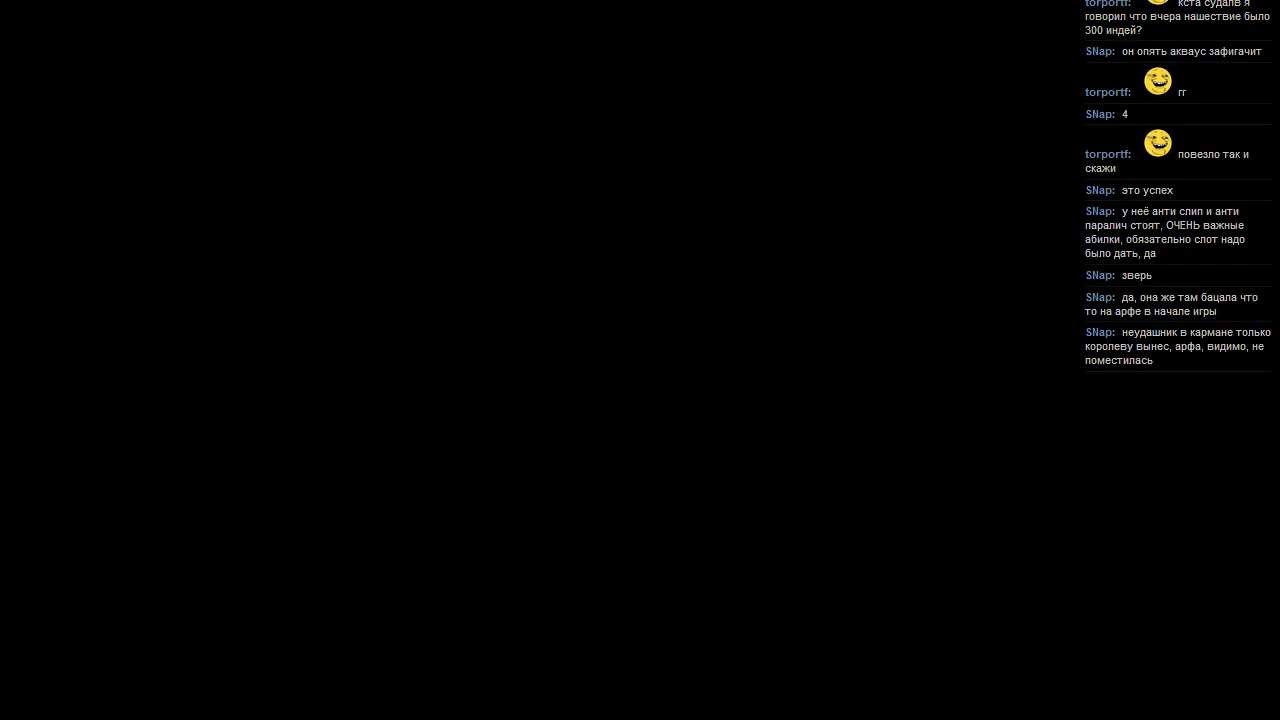 torportf: кста судалв я
говорил что вчера нашествие было
300 индей?
SNap: он опять акваус зафигачит
torportf: гг
SNap: 4
torportf: повезло так и
скажи
SNap: это успех
SNap: у неё анти слип и анти
паралич стоят, ОЧЕНЬ важные
абилки, обязательно слот надо
было дать, да
SNap: зверь
SNap: да, она же там бацала что
то на арфе в начале игры
SNap: неудашник в кармане только
королеву вынес, арфа, видимо, не
поместилась